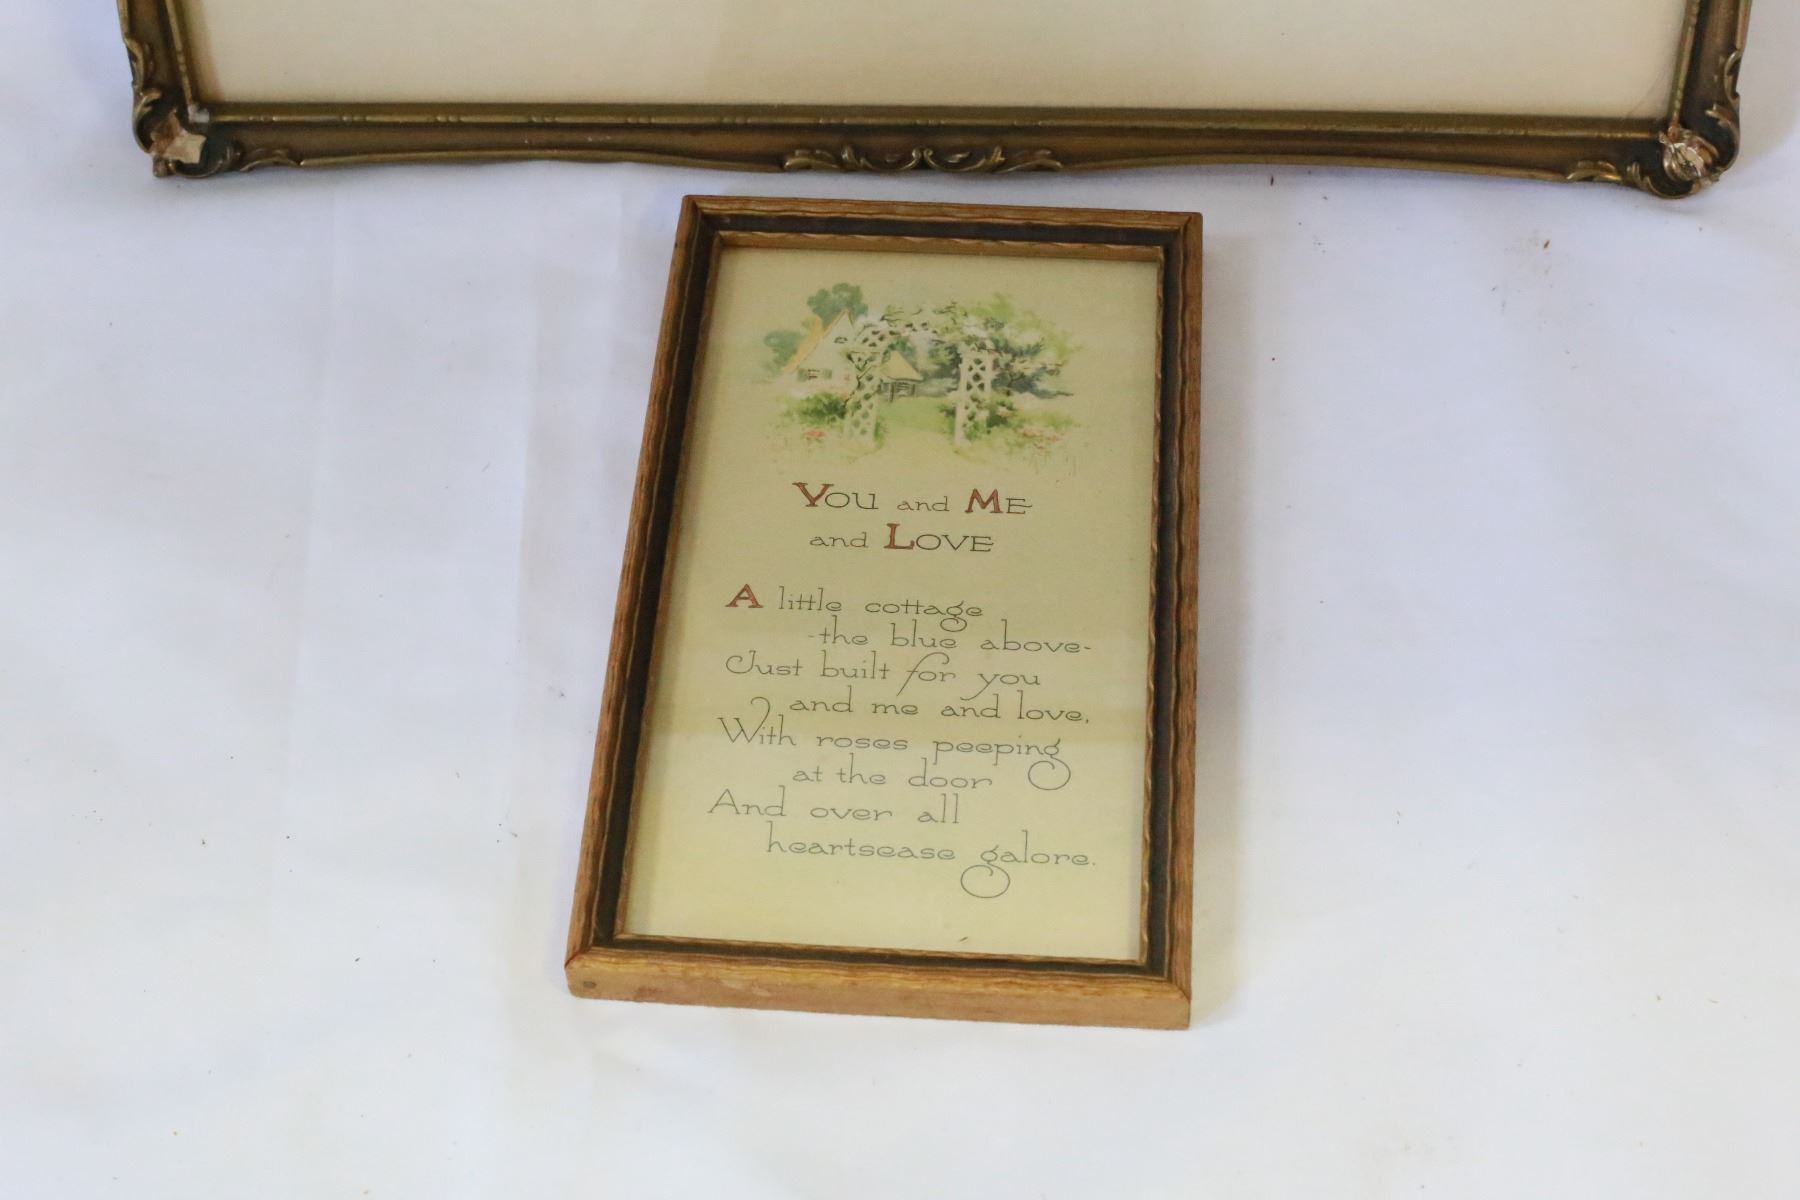 YOU and ME
and LOVE
A little cottage
-the blue above-
Just built for you
and me and love,
With roses peeping
at the door
And over all
heartsease galore.